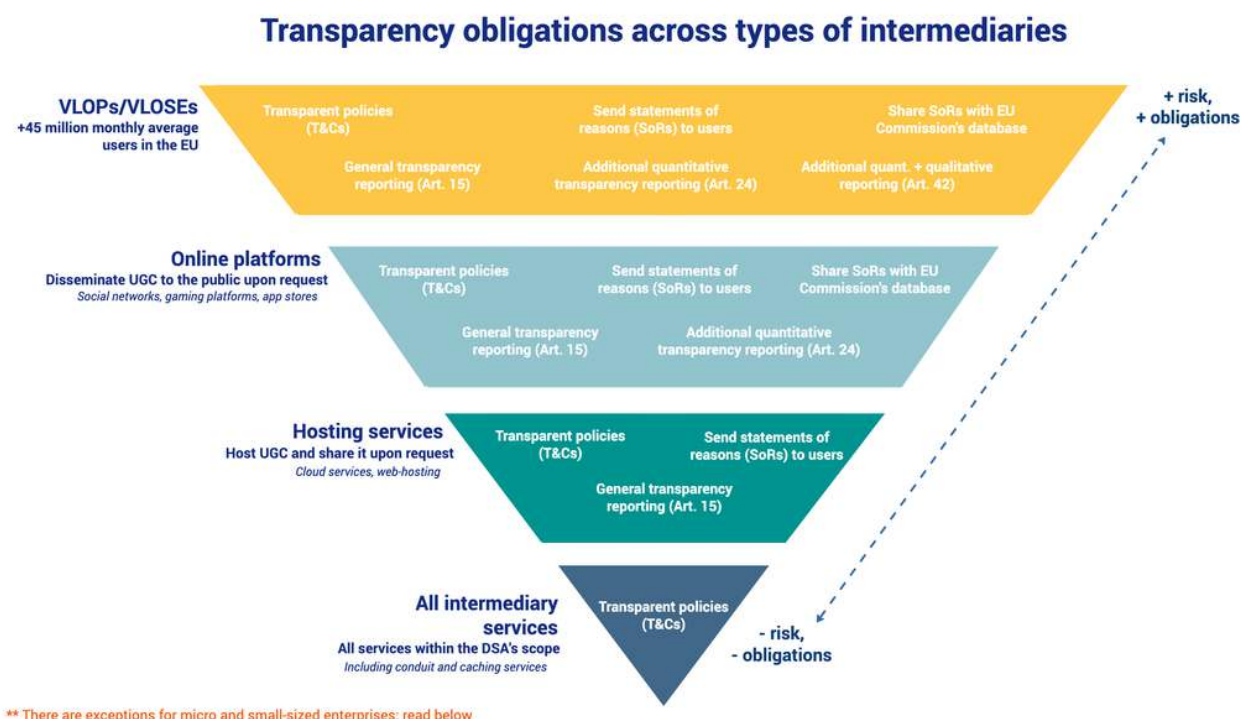 Transparency obligations across types of intermediaries
VLOPs/VLOSEs
+45 million monthly average
users in the EU
Transparent policies
(T&Cs)
Send statements of
reasons (SoRs) to users
Share SoRs with EU
Commission's database
General transparency
reporting (Art. 15)
Additional quantitative
transparency reporting (Art. 24)
Additional quant. + qualitative
reporting (Art. 42)
+ risk,
+ obligations
Online platforms
Disseminate UGC to the public upon request
Social networks, gaming platforms, app stores
Transparent policies
(T&Cs)
Send statements of
reasons (SoRs) to users
Share SoRs with EU
Commission's database
General transparency
reporting (Art. 15)
Additional quantitative
transparency reporting (Art. 24)
Hosting services
Host UGC and share it upon request
Cloud services, web-hosting
Transparent policies
(T&Cs)
Send statements of
reasons (SoRs) to users
General transparency
reporting (Art. 15)
All intermediary
services
All services within the DSA's scope
Including conduit and caching services
Transparent policies
(T&Cs)
- risk,
- obligations
** There are exceptions for micro and small-sized enterprises: read below